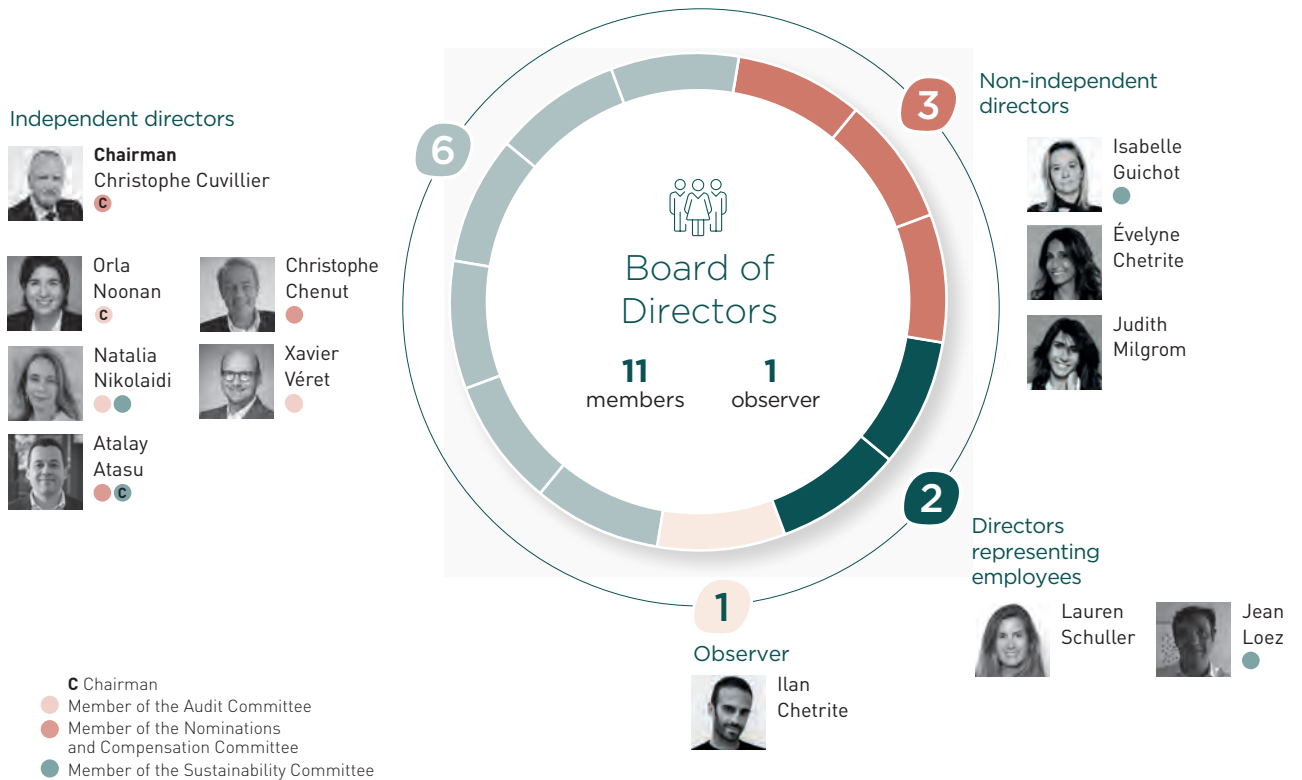 Independent directors
Chairman
Christophe Cuvillier
C
Orla
Noonan
C
Christophe
Chenut
Natalia
Nikolaidi
Xavier
Véret
Atalay
Atasu
C
6
3
2
1
Board of
Directors
11
members
1
observer
Non-independent
directors
Isabelle
Guichot
Évelyne
Chetrite
Judith
Milgrom
Directors
representing
employees
Lauren
Schuller
Jean
Loez
Observer
Ilan
Chetrite
C Chairman
Member of the Audit Committee
Member of the Nominations
and Compensation Committee
Member of the Sustainability Committee